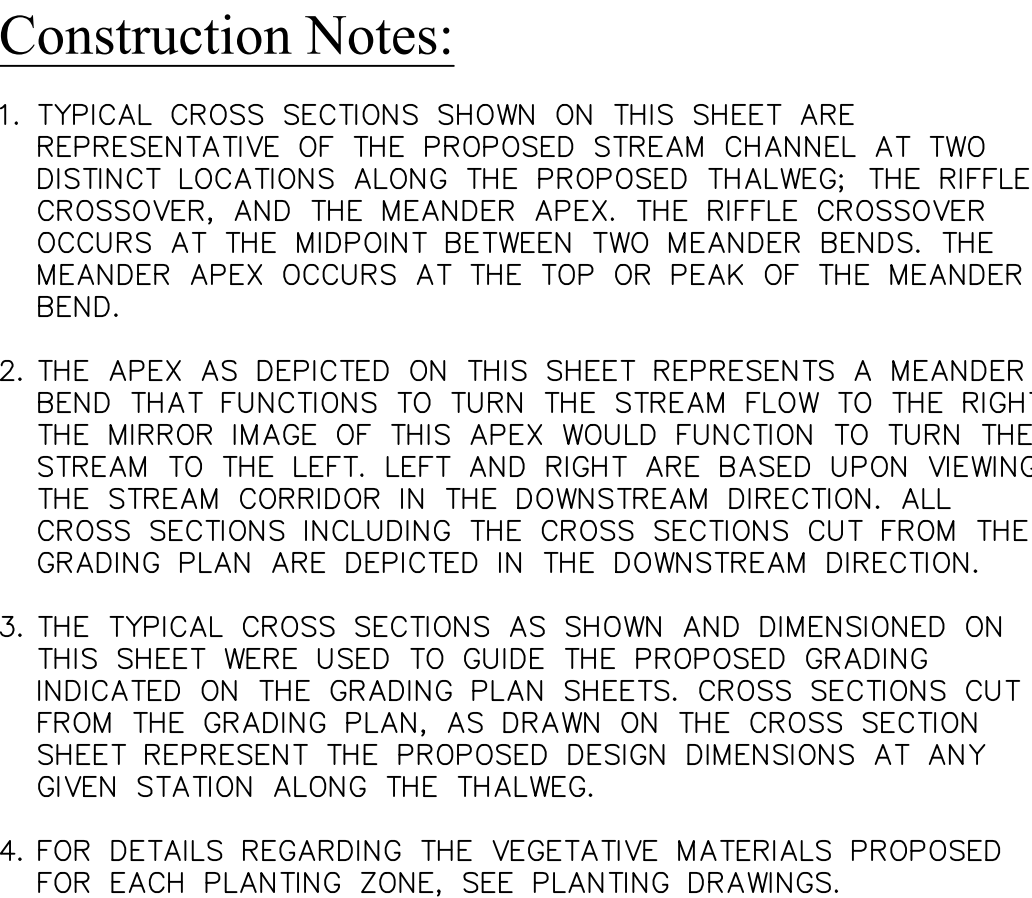 Construction Notes:
1. TYPICAL CROSS SECTIONS SHOWN ON THIS SHEET ARE
REPRESENTATIVE OF THE PROPOSED STREAM CHANNEL AT TWO
DISTINCT LOCATIONS ALONG THE PROPOSED THALWEG; THE RIFFLE
CROSSOVER, AND THE MEANDER APEX. THE RIFFLE CROSSOVER
OCCURS AT THE MIDPOINT BETWEEN TWO MEANDER BENDS. THE
MEANDER APEX OCCURS AT THE TOP OR PEAK OF THE MEANDER
BEND.
2. THE APEX AS DEPICTED ON THIS SHEET REPRESENTS A MEANDER
BEND THAT FUNCTIONS TO TURN THE STREAM FLOW TO THE RIGHT
THE MIRROR IMAGE OF THIS APEX WOULD FUNCTION TO TURN THE
STREAM TO THE LEFT. LEFT AND RIGHT ARE BASED UPON VIEWING
THE STREAM CORRIDOR IN THE DOWNSTREAM DIRECTION. ALL
CROSS SECTIONS INCLUDING THE CROSS SECTIONS CUT FROM THE
GRADING PLAN ARE DEPICTED IN THE DOWNSTREAM DIRECTION.
3. THE TYPICAL CROSS SECTIONS AS SHOWN AND DIMENSIONED ON
THIS SHEET WERE USED TO GUIDE THE PROPOSED GRADING
INDICATED ON THE GRADING PLAN SHEETS. CROSS SECTIONS CUT
FROM THE GRADING PLAN, AS DRAWN ON THE CROSS SECTION
SHEET REPRESENT THE PROPOSED DESIGN DIMENSIONS AT ANY
GIVEN STATION ALONG THE THALWEG.
4. FOR DETAILS REGARDING THE VEGETATIVE MATERIALS PROPOSED
FOR EACH PLANTING ZONE, SEE PLANTING DRAWINGS.